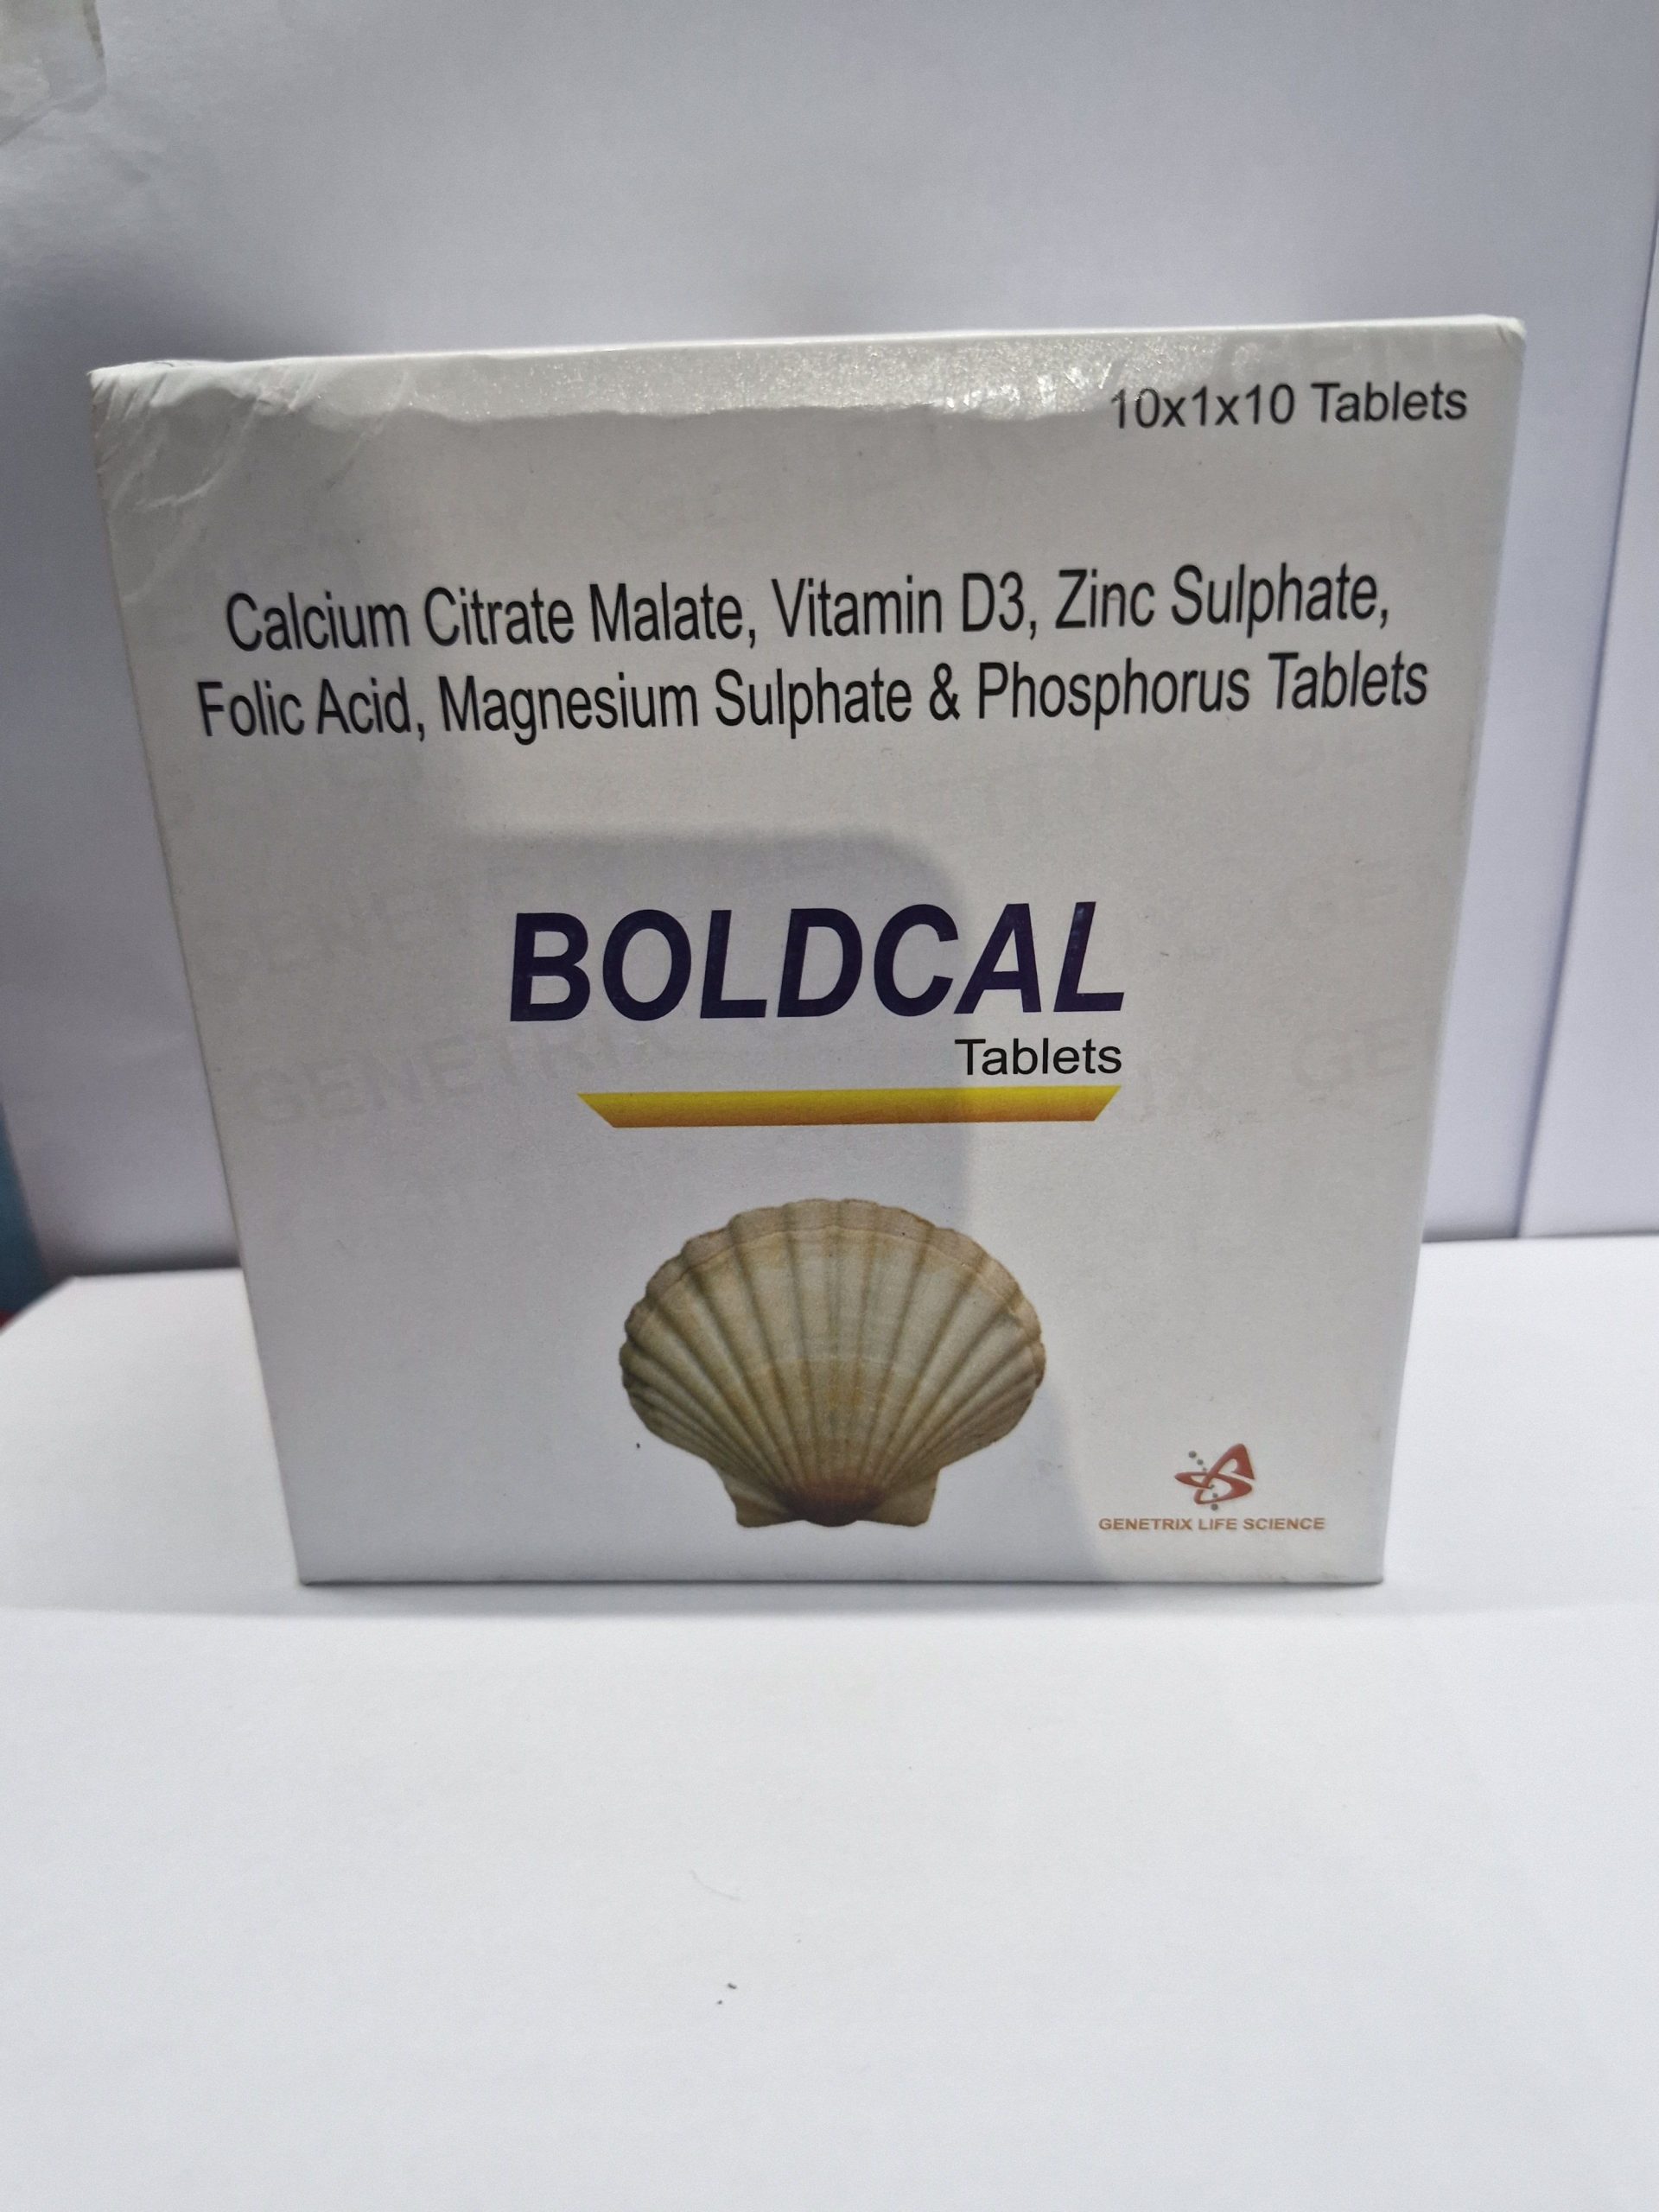 10x1x10 Tablets
Calcium Citrate Malate, Vitamin D3, Zinc Sulphate,
Folic Acid, Magnesium Sulphate & Phosphorus Tablets
BOLDCAL
Tablets
GENETRIX
GENETRIX LIFE SCIENCE